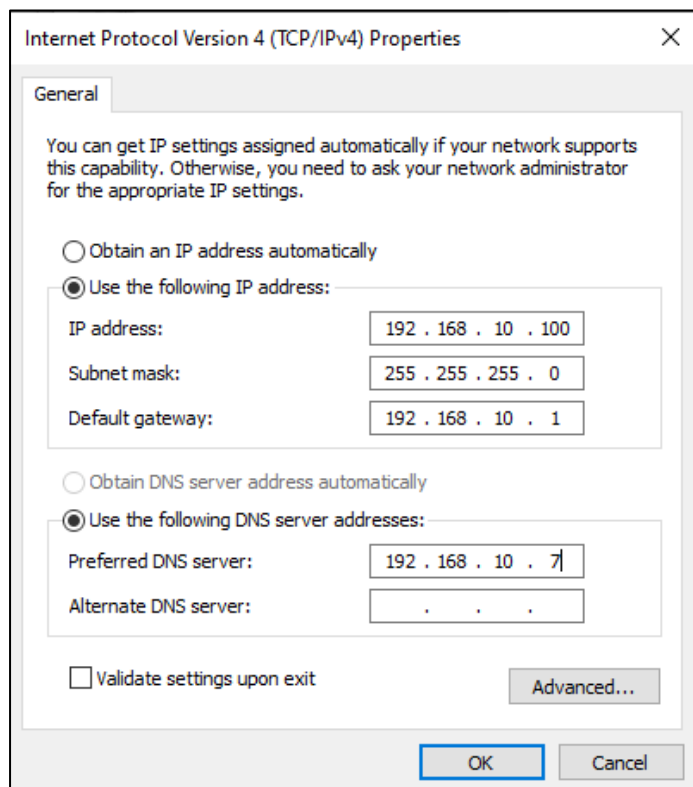 Internet Protocol Version 4 (TCP/IPv4) Properties
General
You can get IP settings assigned automatically if your network supports
this capability. Otherwise, you need to ask your network administrator
for the appropriate IP settings.
Obtain an IP address automatically
Use the following IP address:
IP address: 192 . 168 . 10 . 100
Subnet mask: 255 . 255 . 255 . 0
Default gateway: 192 . 168 . 10 . 1
Obtain DNS server address automatically
Use the following DNS server addresses:
Preferred DNS server: 192 . 168 . 10 . 7
Alternate DNS server: . . .
Validate settings upon exit
Advanced...
OK Cancel